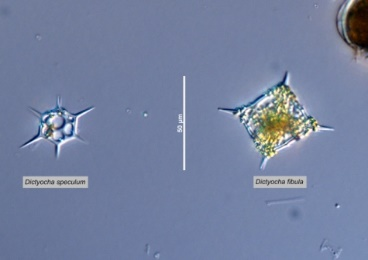 50 µm
Dictyocha speculum
Dictyocha fibula